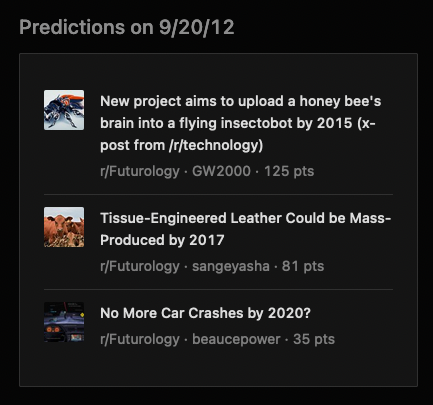 Predictions on 9/20/12
New project aims to upload a honey bee's
brain into a flying insectobot by 2015 (x-
post from /r/technology)
r/Futurology · GW2000 · 125 pts
Tissue-Engineered Leather Could be Mass-
Produced by 2017
r/Futurology · sangeyasha · 81 pts
No More Car Crashes by 2020?
r/Futurology · beaucepower · 35 pts